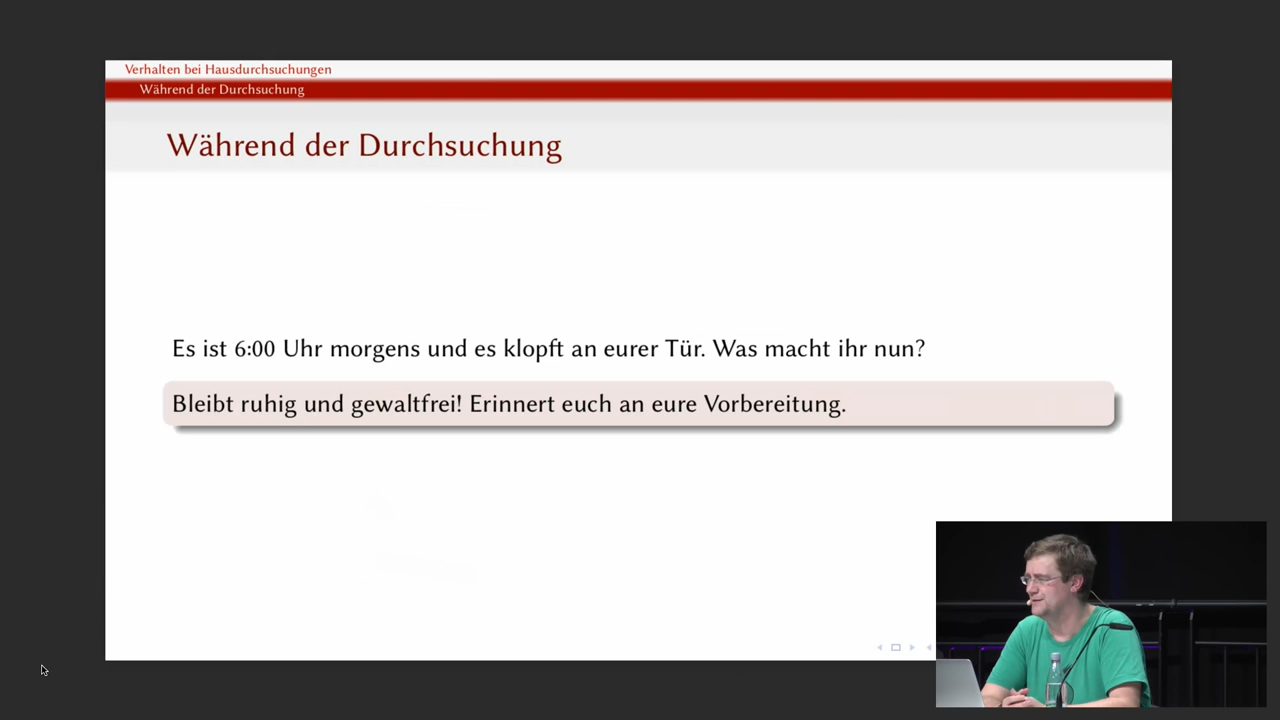 Verhalten bei Hausdurchsuchungen
Während der Durchsuchung
Während der Durchsuchung
Es ist 6:00 Uhr morgens und es klopft an eurer Tür. Was macht ihr nun?
Bleibt ruhig und gewaltfrei! Erinnert euch an eure Vorbereitung.